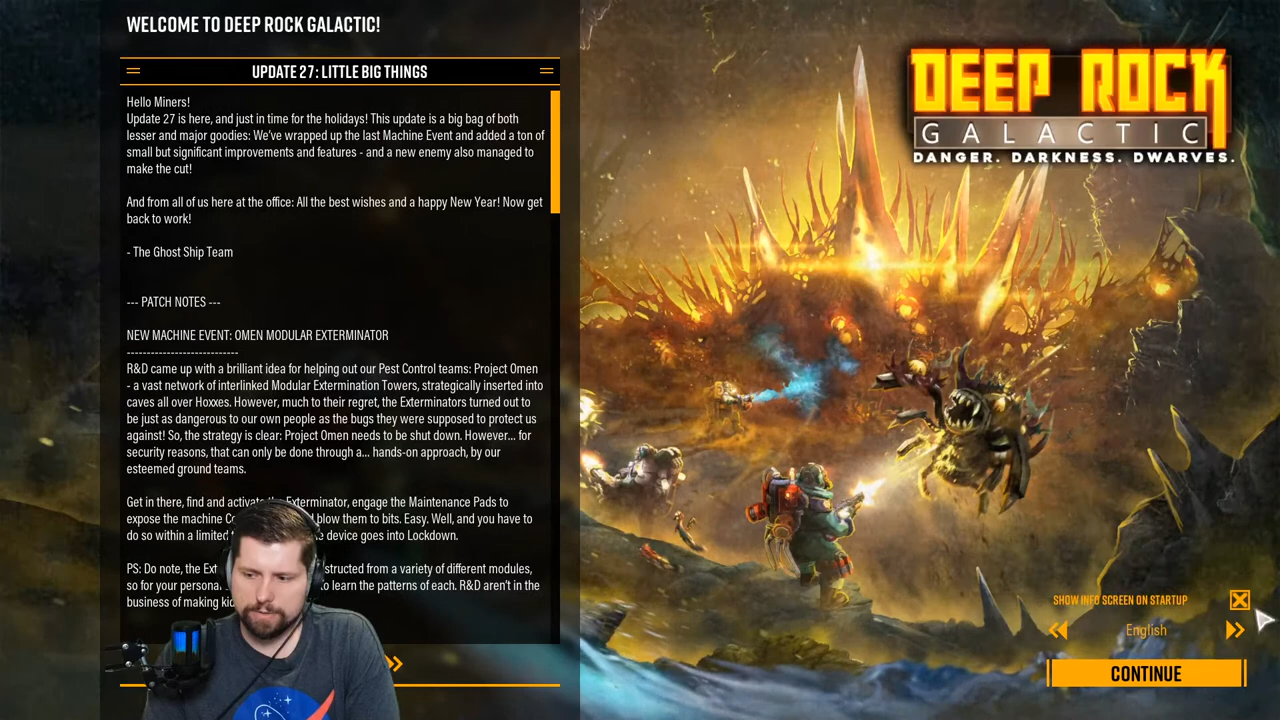 WELCOME TO DEEP ROCK GALACTIC!
UPDATE 27: LITTLE BIG THINGS
Hello Miners!
Update 27 is here, and just in time for the holidays! This update is a big bag of both
lesser and major goodies: We've wrapped up the last Machine Event and added a ton of
small but significant improvements and features - and a new enemy also managed to
make the cut!
And from all of us here at the office: All the best wishes and a happy New Year! Now get
back to work!
- The Ghost Ship Team
--- PATCH NOTES ---
NEW MACHINE EVENT: OMEN MODULAR EXTERMINATOR
----------------------------
R&D came up with a brilliant idea for helping out our Pest Control teams: Project Omen
- a vast network of interlinked Modular Extermination Towers, strategically inserted into
caves all over Hoxxes. However, much to their regret, the Exterminators turned out to
be just as dangerous to our own people as the bugs they were supposed to protect us
against! So, the strategy is clear: Project Omen needs to be shut down. However... for
security reasons, that can only be done through a... hands-on approach, by our
esteemed ground teams.
Get in there, find and activate Exterminator, engage the Maintenance Pads to
expose the machine blow them to bits. Easy. Well, and you have to
do so within a limited device goes into Lockdown.
PS: Do note, the structed from a variety of different modules,
so for your personal to learn the patterns of each. R&D aren't in the
business of making
DEEP ROCK
GALACTIC
DANGER. DARKNESS. DWARVES.
SHOW INFO SCREEN ON STARTUP
English
CONTINUE